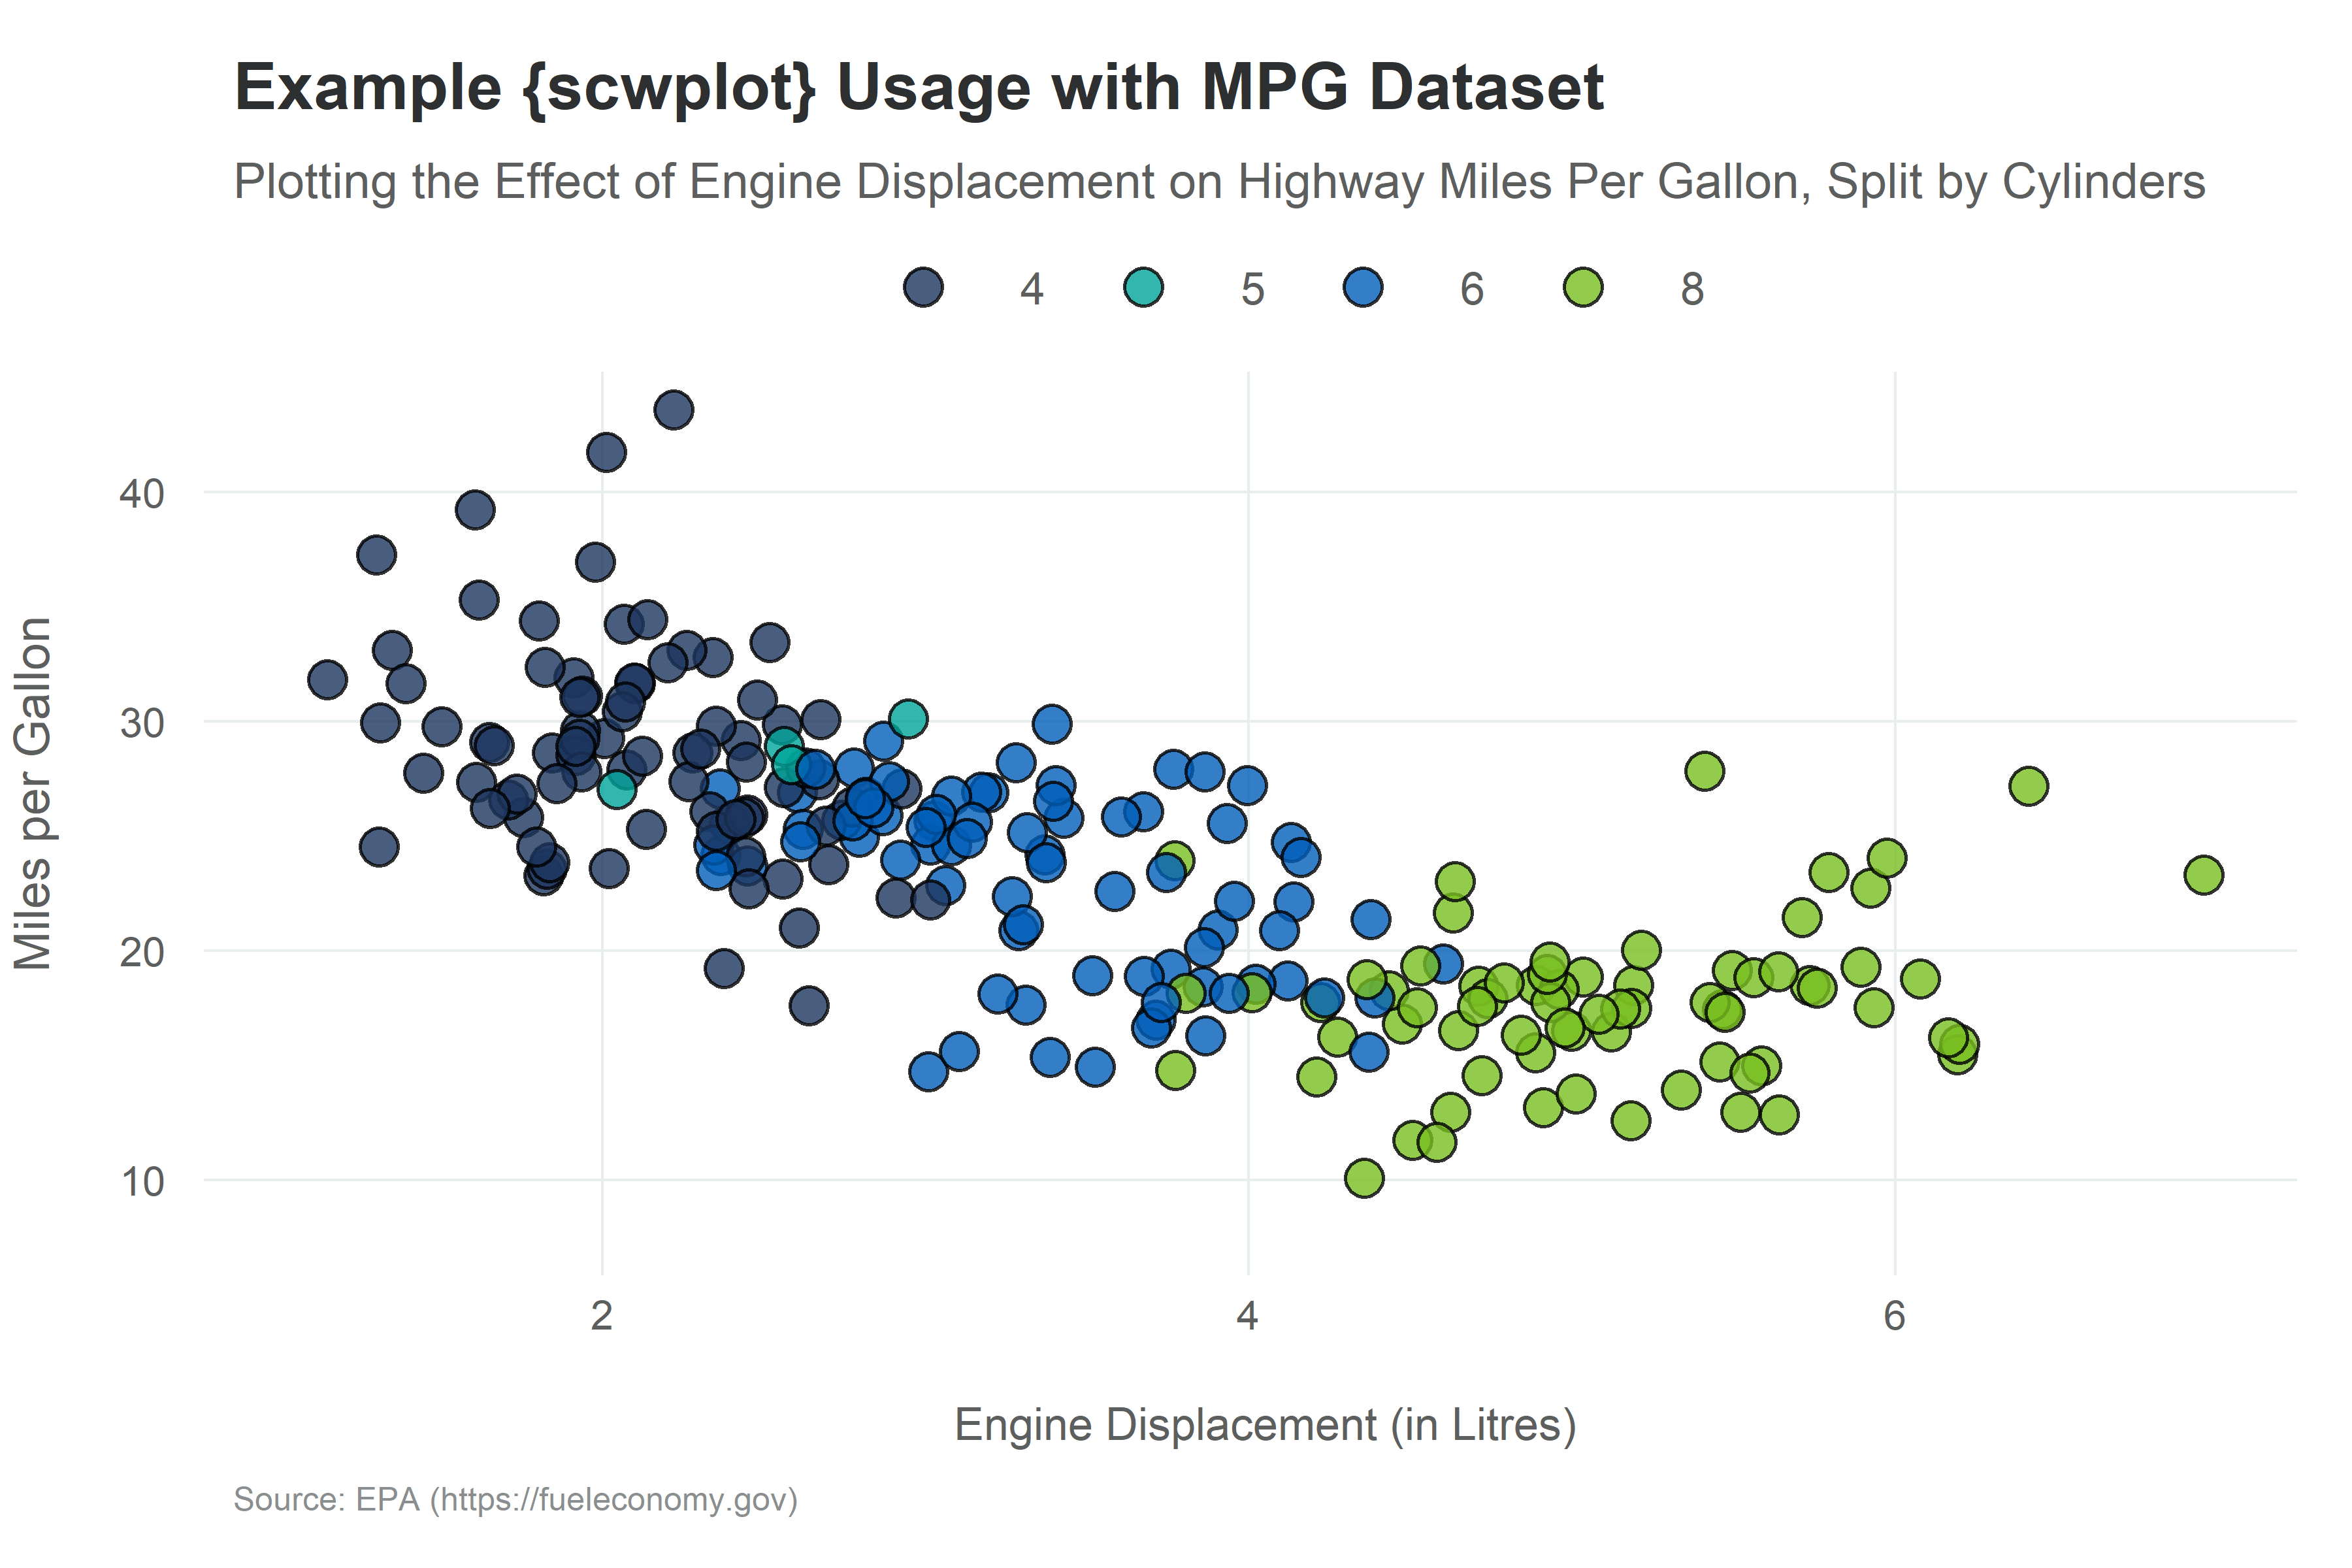 Example {scwplot} Usage with MPG Dataset
Plotting the Effect of Engine Displacement on Highway Miles Per Gallon, Split by Cylinders
4 5 6 8
Miles per Gallon
40
30
20
10
2 4 6
Engine Displacement (in Litres)
Source: EPA (https://fueleconomy.gov)